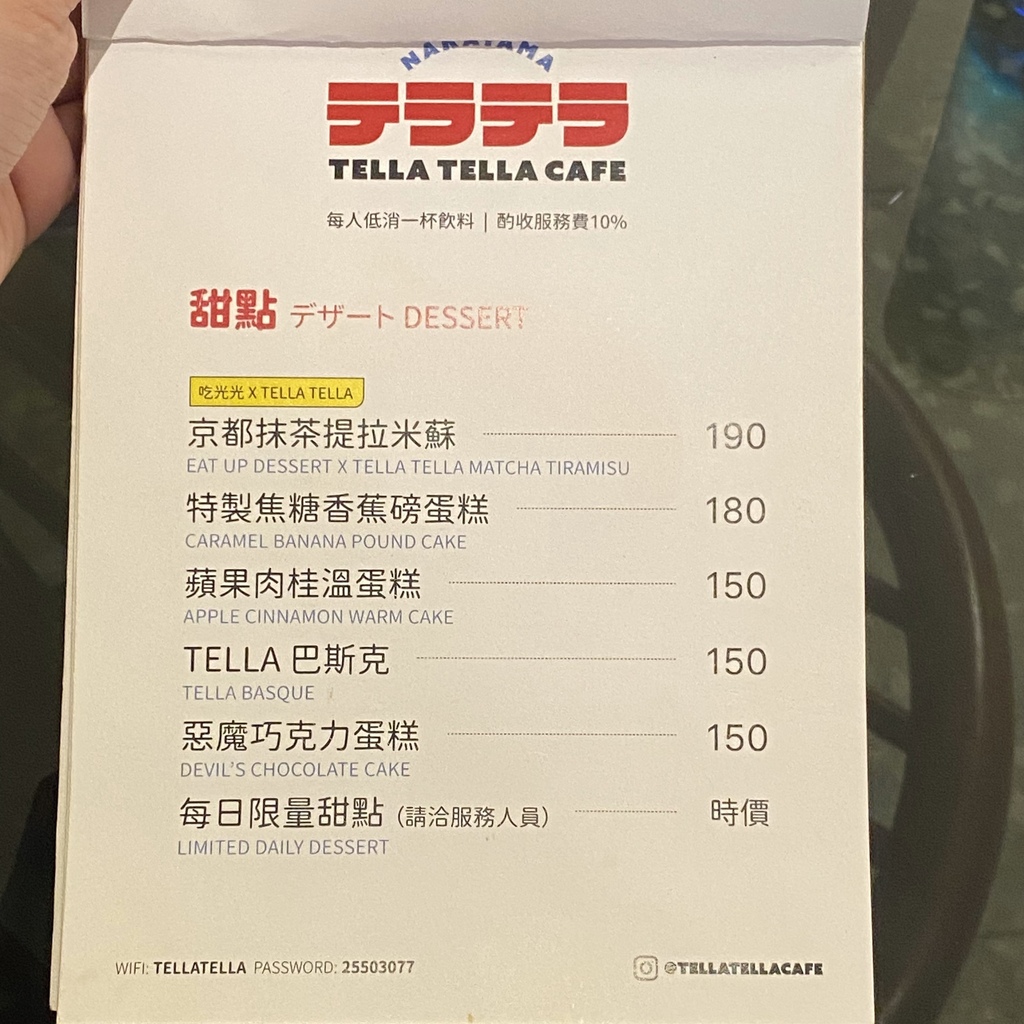 NAKAYAMA
テラテラ
TELLA TELLA CAFE
每人低消一杯飲料 | 酌收服務費10%
甜點 デザート DESSERT
吃光光 X TELLA TELLA
京都抹茶提拉米蘇 190
EAT UP DESSERT X TELLA TELLA MATCHA TIRAMISU
特製焦糖香蕉磅蛋糕 180
CARAMEL BANANA POUND CAKE
蘋果肉桂溫蛋糕 150
APPLE CINNAMON WARM CAKE
TELLA 巴斯克 150
TELLA BASQUE
惡魔巧克力蛋糕 150
DEVIL'S CHOCOLATE CAKE
每日限量甜點 (請洽服務人員) 時價
LIMITED DAILY DESSERT
WIFI: TELLATELLA PASSWORD: 25503077 @TELLATELLACAFE